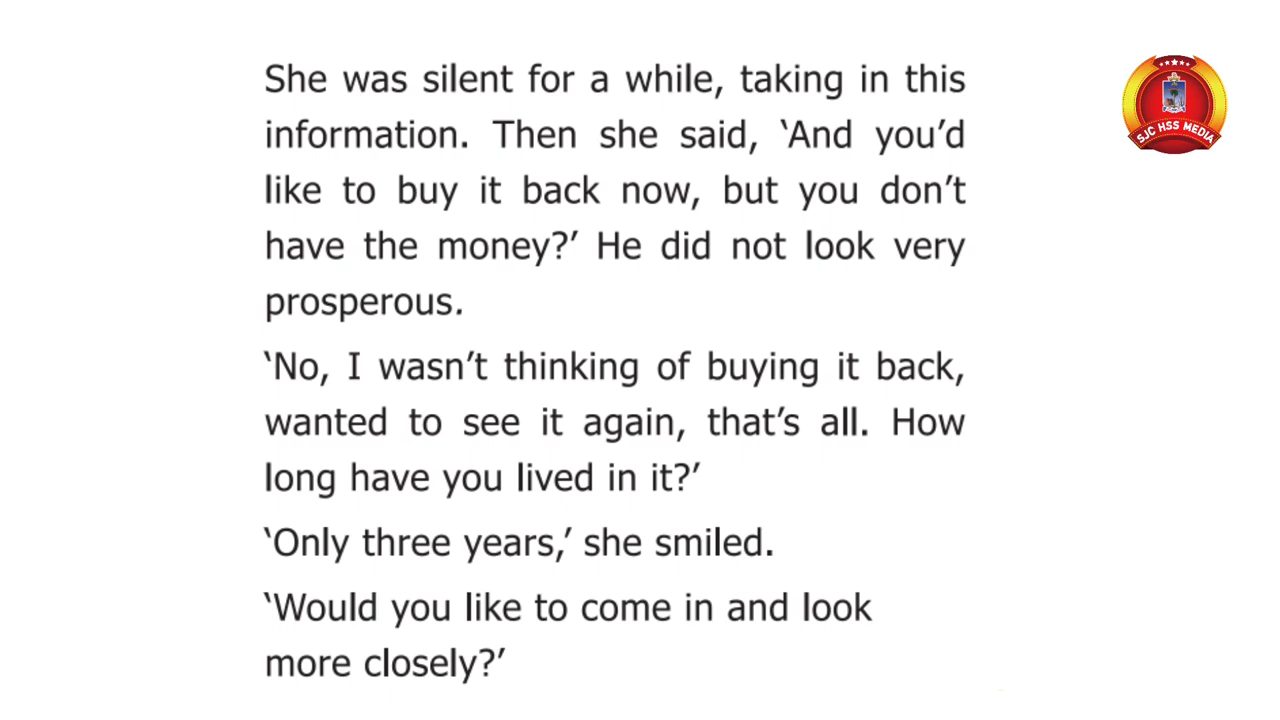 She was silent for a while, taking in this
information. Then she said, ‘And you’d
like to buy it back now, but you don’t
have the money?’ He did not look very
prosperous.
‘No, I wasn’t thinking of buying it back,
wanted to see it again, that’s all. How
long have you lived in it?’
‘Only three years,’ she smiled.
‘Would you like to come in and look
more closely?’
SJC HSS MEDIA